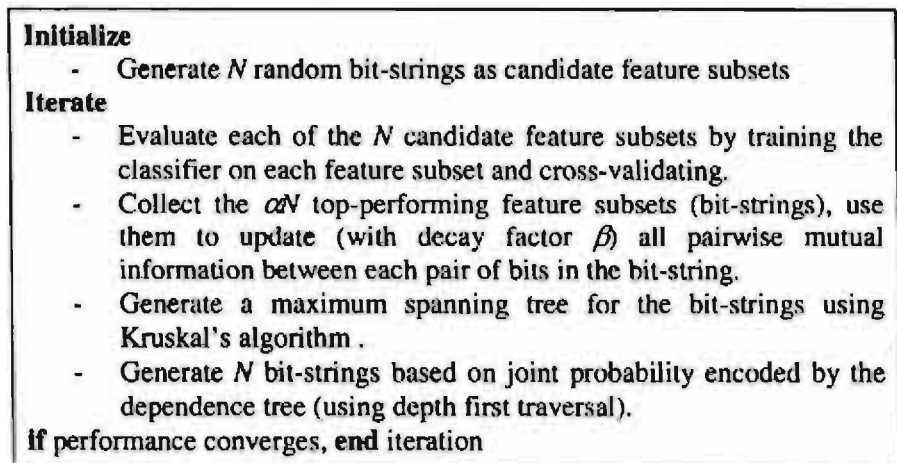 Initialize
- Generate N random bit-strings as candidate feature subsets
Iterate
- Evaluate each of the N candidate feature subsets by training the
classifier on each feature subset and cross-validating.
- Collect the αN top-performing feature subsets (bit-strings), use
them to update (with decay factor β) all pairwise mutual
information between each pair of bits in the bit-string.
- Generate a maximum spanning tree for the bit-strings using
Kruskal's algorithm .
- Generate N bit-strings based on joint probability encoded by the
dependence tree (using depth first traversal).
if performance converges, end iteration